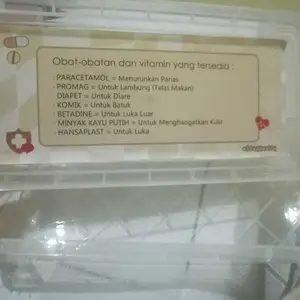 Obat-obatan dan vitamin yang tersedia :
- PARACETAMOL = Menurunkan Panas
- PROMAG = Untuk Lambung (Telat Makan)
DIAPET = Untuk Diare
- KOMIK = Untuk Batuk
- BETADINE = Untuk Luka Luar
- MINYAK KAYU PUTIH = Untuk Menghangatkan Kulit
- HANSAPLAST = Untuk Luka